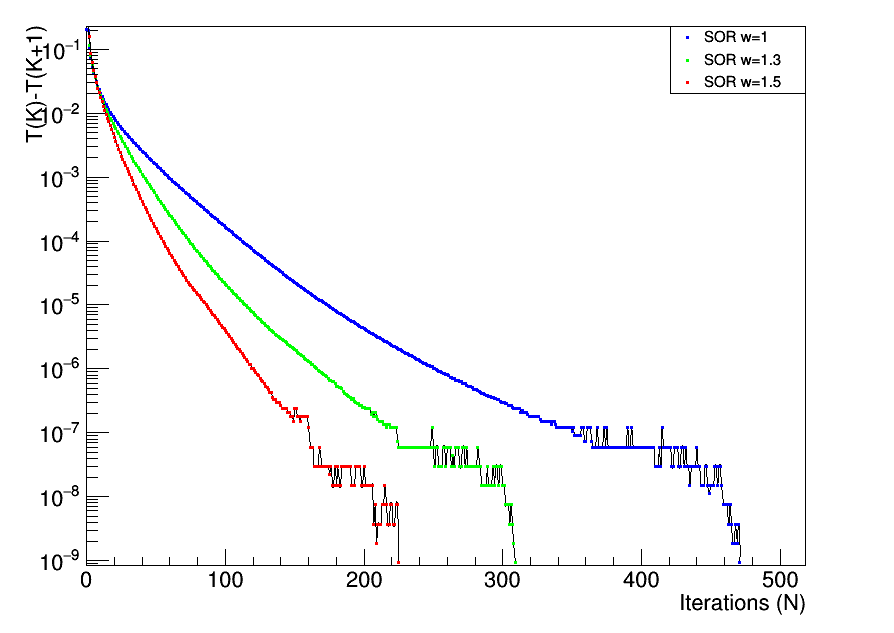 SOR w=1
SOR w=1.3
SOR w=1.5
T(K)-T(K+1)
10⁻¹
10⁻²
10⁻³
10⁻⁴
10⁻⁵
10⁻⁶
10⁻⁷
10⁻⁸
10⁻⁹
0 100 200 300 400 500
Iterations (N)